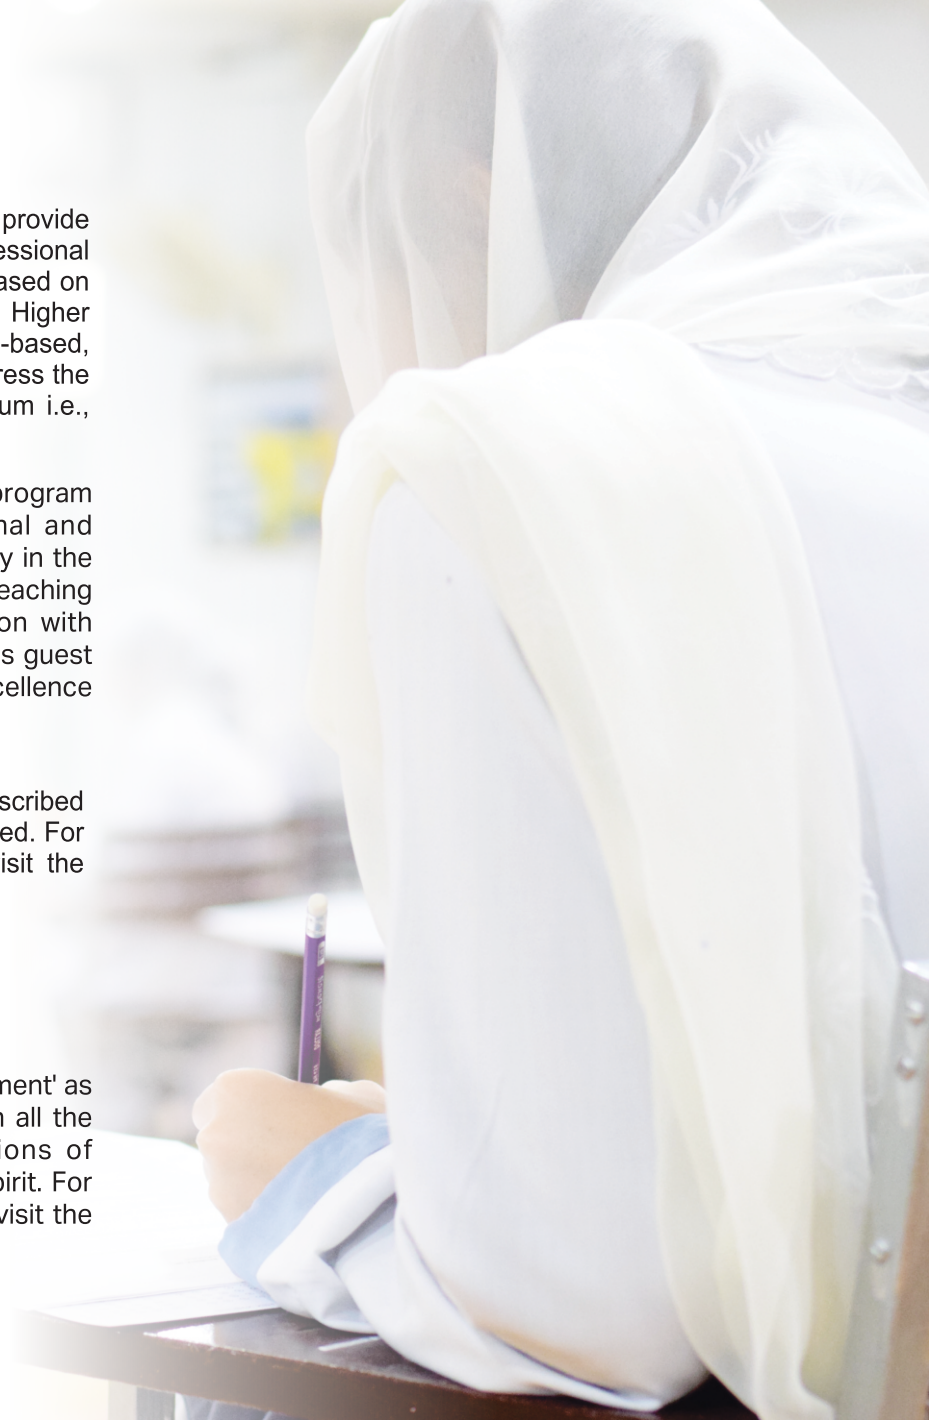 provide
essional
ased on
Higher
-based,
ress the
um i.e.,
program
nal and
y in the
eaching
on with
s guest
cellence
scribed
ed. For
isit the
ment' as
n all the
ions of
pirit. For
visit the